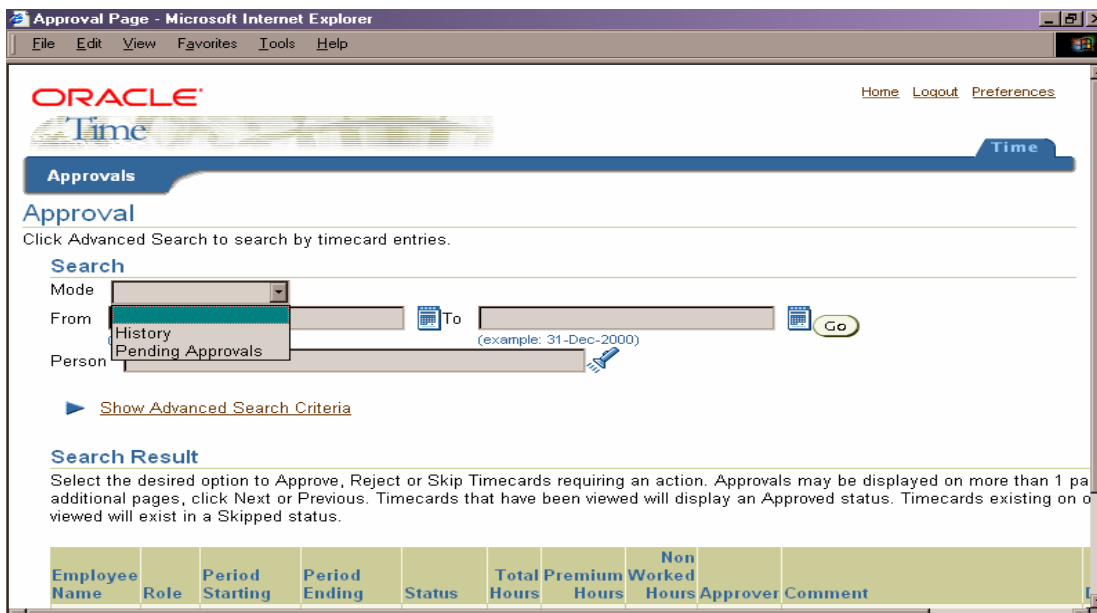 Approval Page - Microsoft Internet Explorer
File Edit View Favorites Tools Help
ORACLE
Home Logout Preferences
Time
Time
Approvals
Approval
Click Advanced Search to search by timecard entries.
Search
Mode
From To Go
History
(example: 31-Dec-2000)
Pending Approvals
Person
Show Advanced Search Criteria
Search Result
Select the desired option to Approve, Reject or Skip Timecards requiring an action. Approvals may be displayed on more than 1 pa
additional pages, click Next or Previous. Timecards that have been viewed will display an Approved status. Timecards existing on o
viewed will exist in a Skipped status.
Employee Name Role Period Starting Period Ending Status Total Hours Premium Hours Non Worked Hours Approver Comment